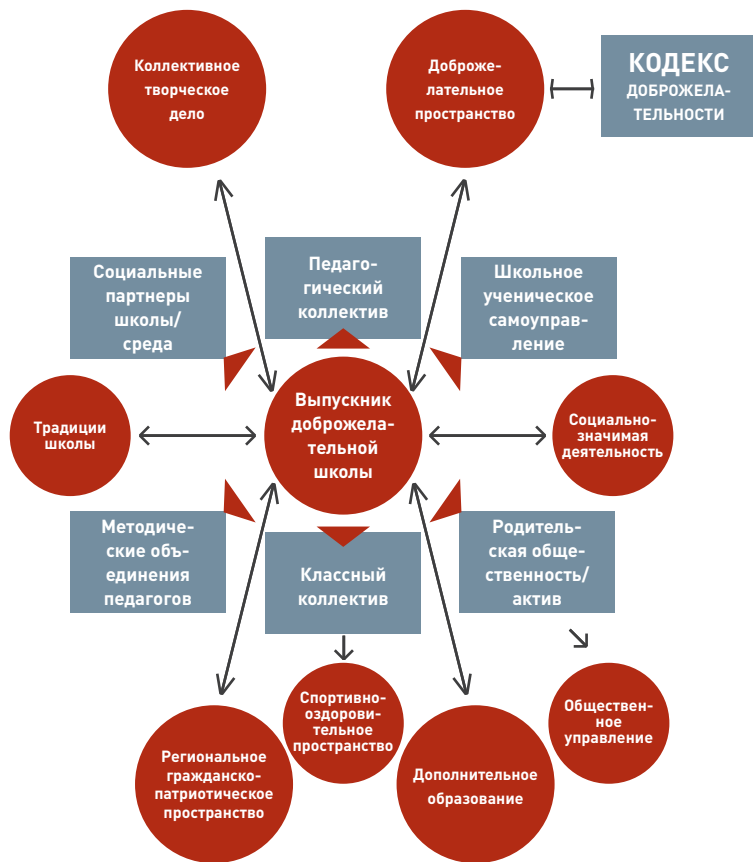 Коллективное
творческое
дело
Доброже-
лательное
пространство
КОДЕКС
ДОБРОЖЕЛА-
ТЕЛЬНОСТИ
Социальные
партнеры
школы/
среда
Педаго-
гический
коллектив
Школьное
ученическое
самоуправ-
ление
Традиции
школы
Выпускник
доброжела-
тельной
школы
Социально-
значимая
деятельность
Методиче-
ские объ-
единения
педагогов
Классный
коллектив
Родитель-
ская обще-
ственность/
актив
Региональное
гражданско-
патриотическое
пространство
Спортивно-
оздорови-
тельное
пространство
Дополнительное
образование
Обществен-
ное
управление